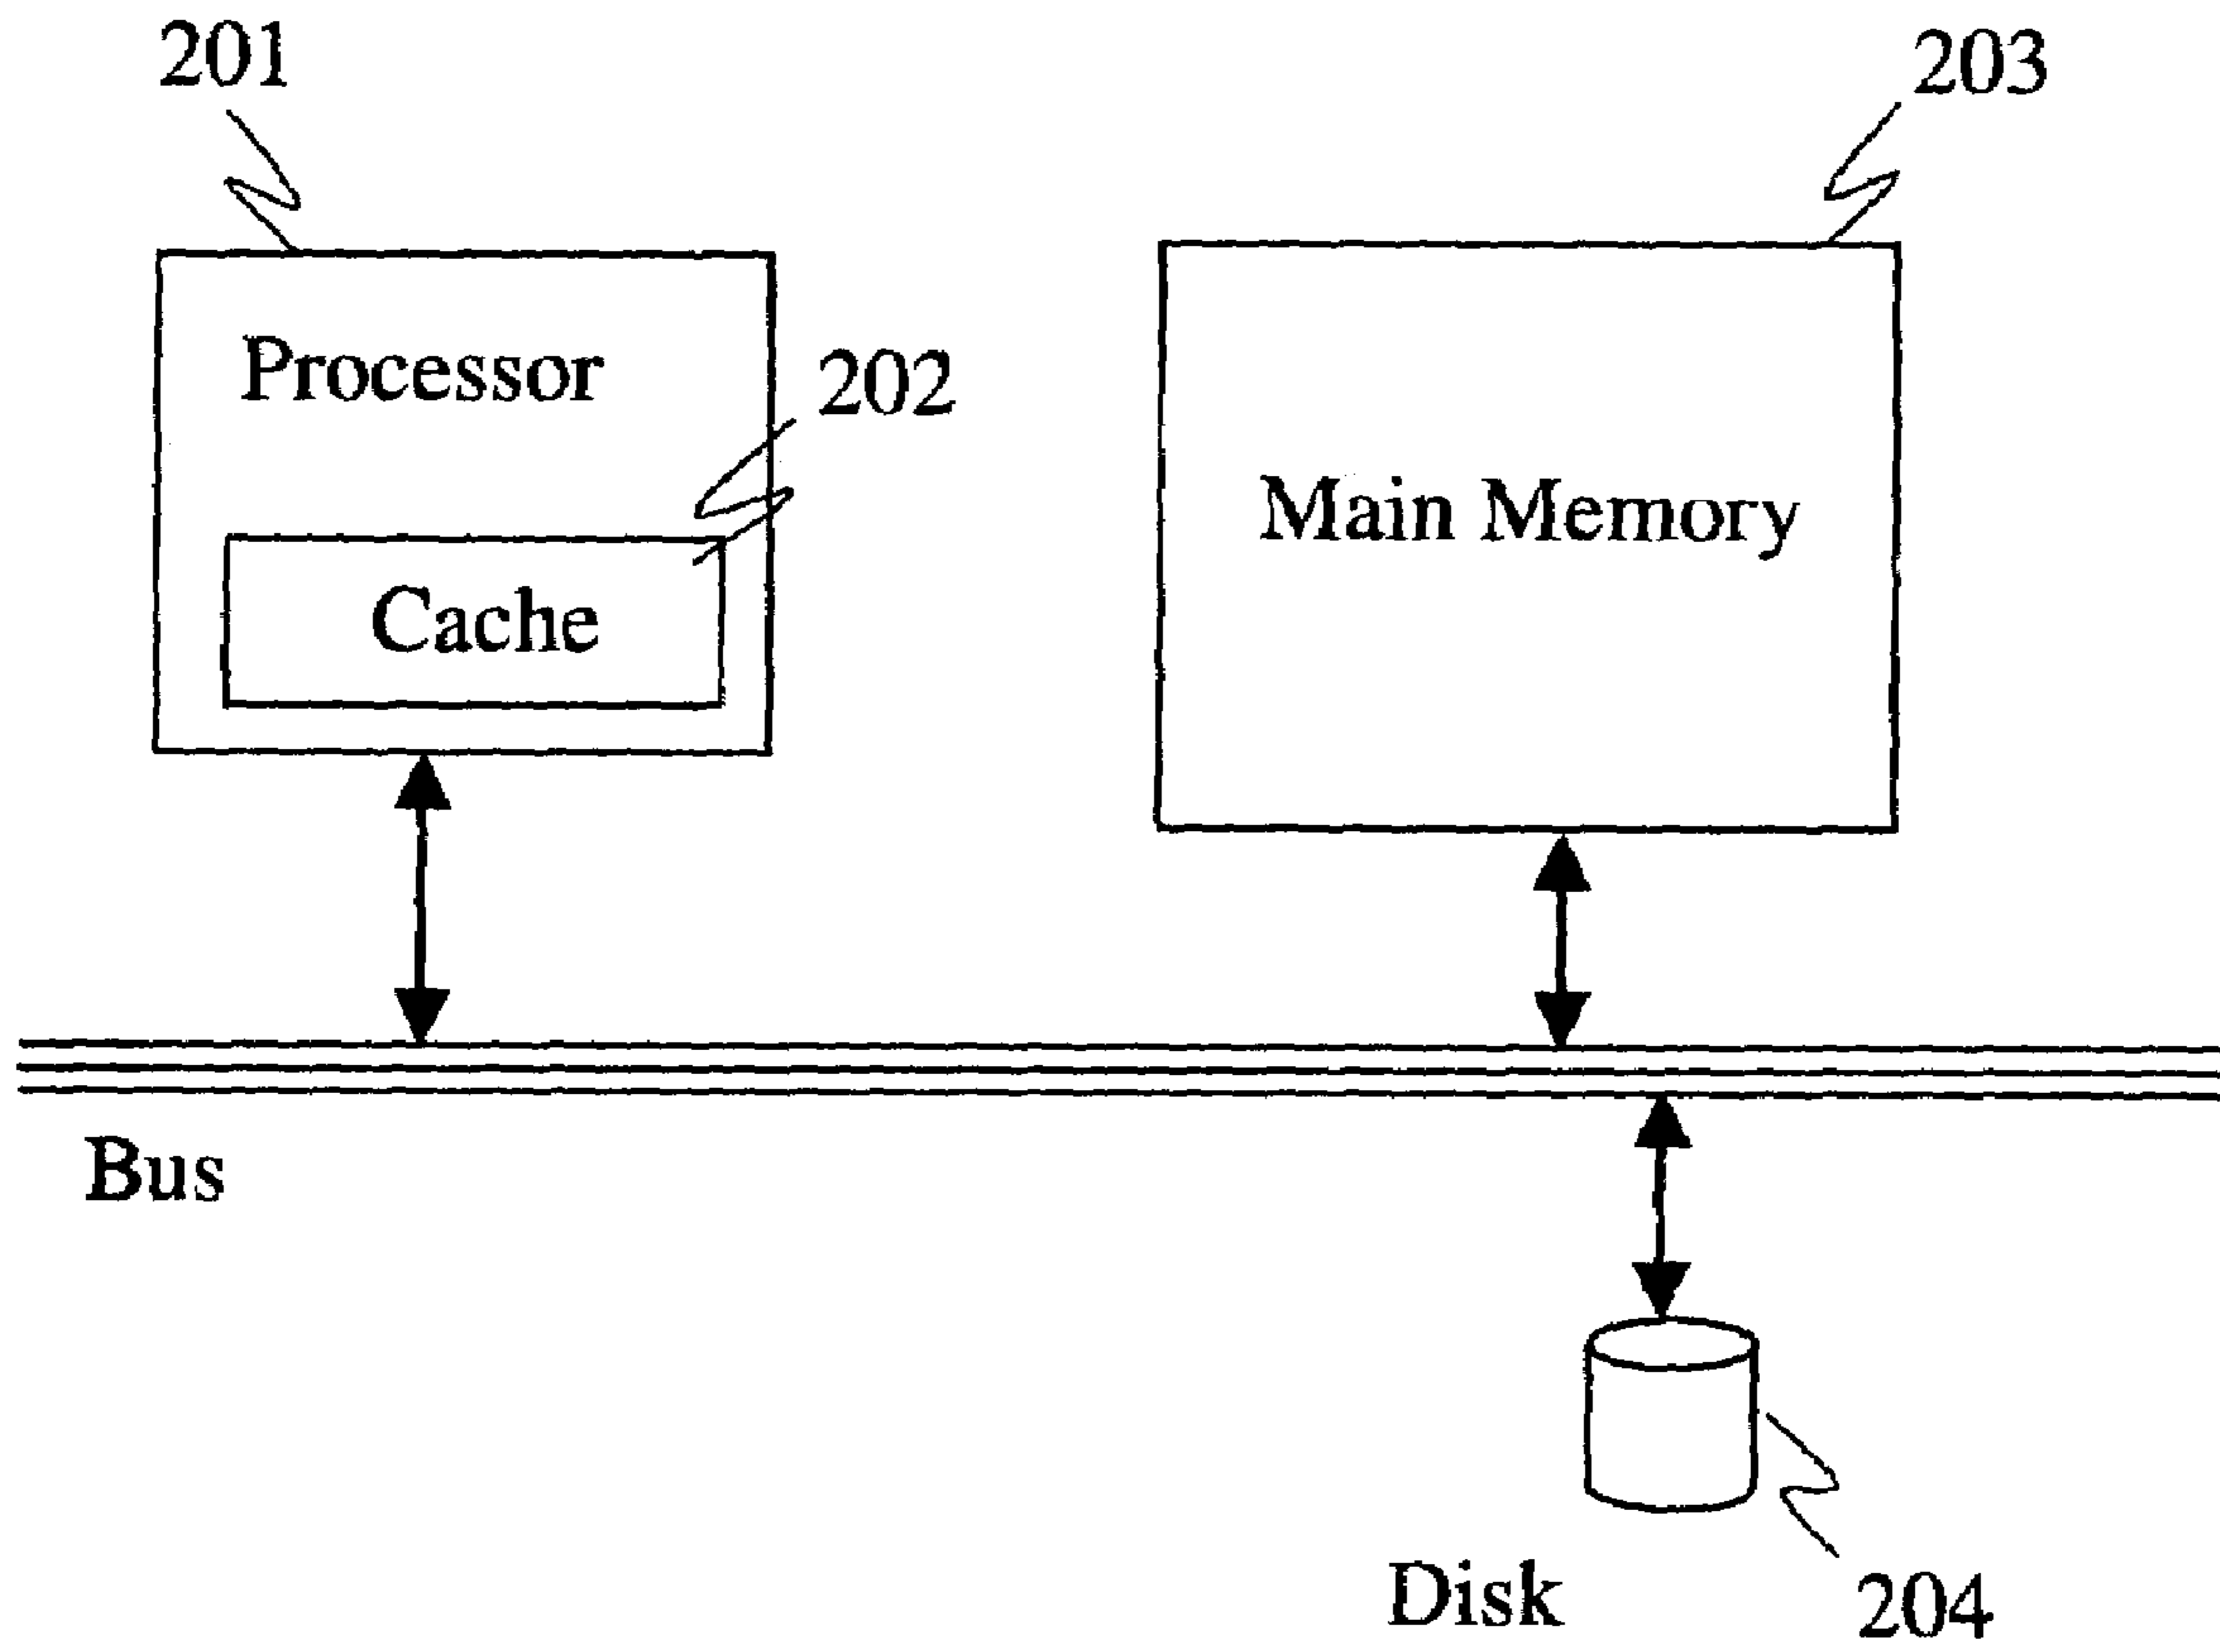 201
203
Processor
202
Main Memory
Cache
Bus
Disk
204